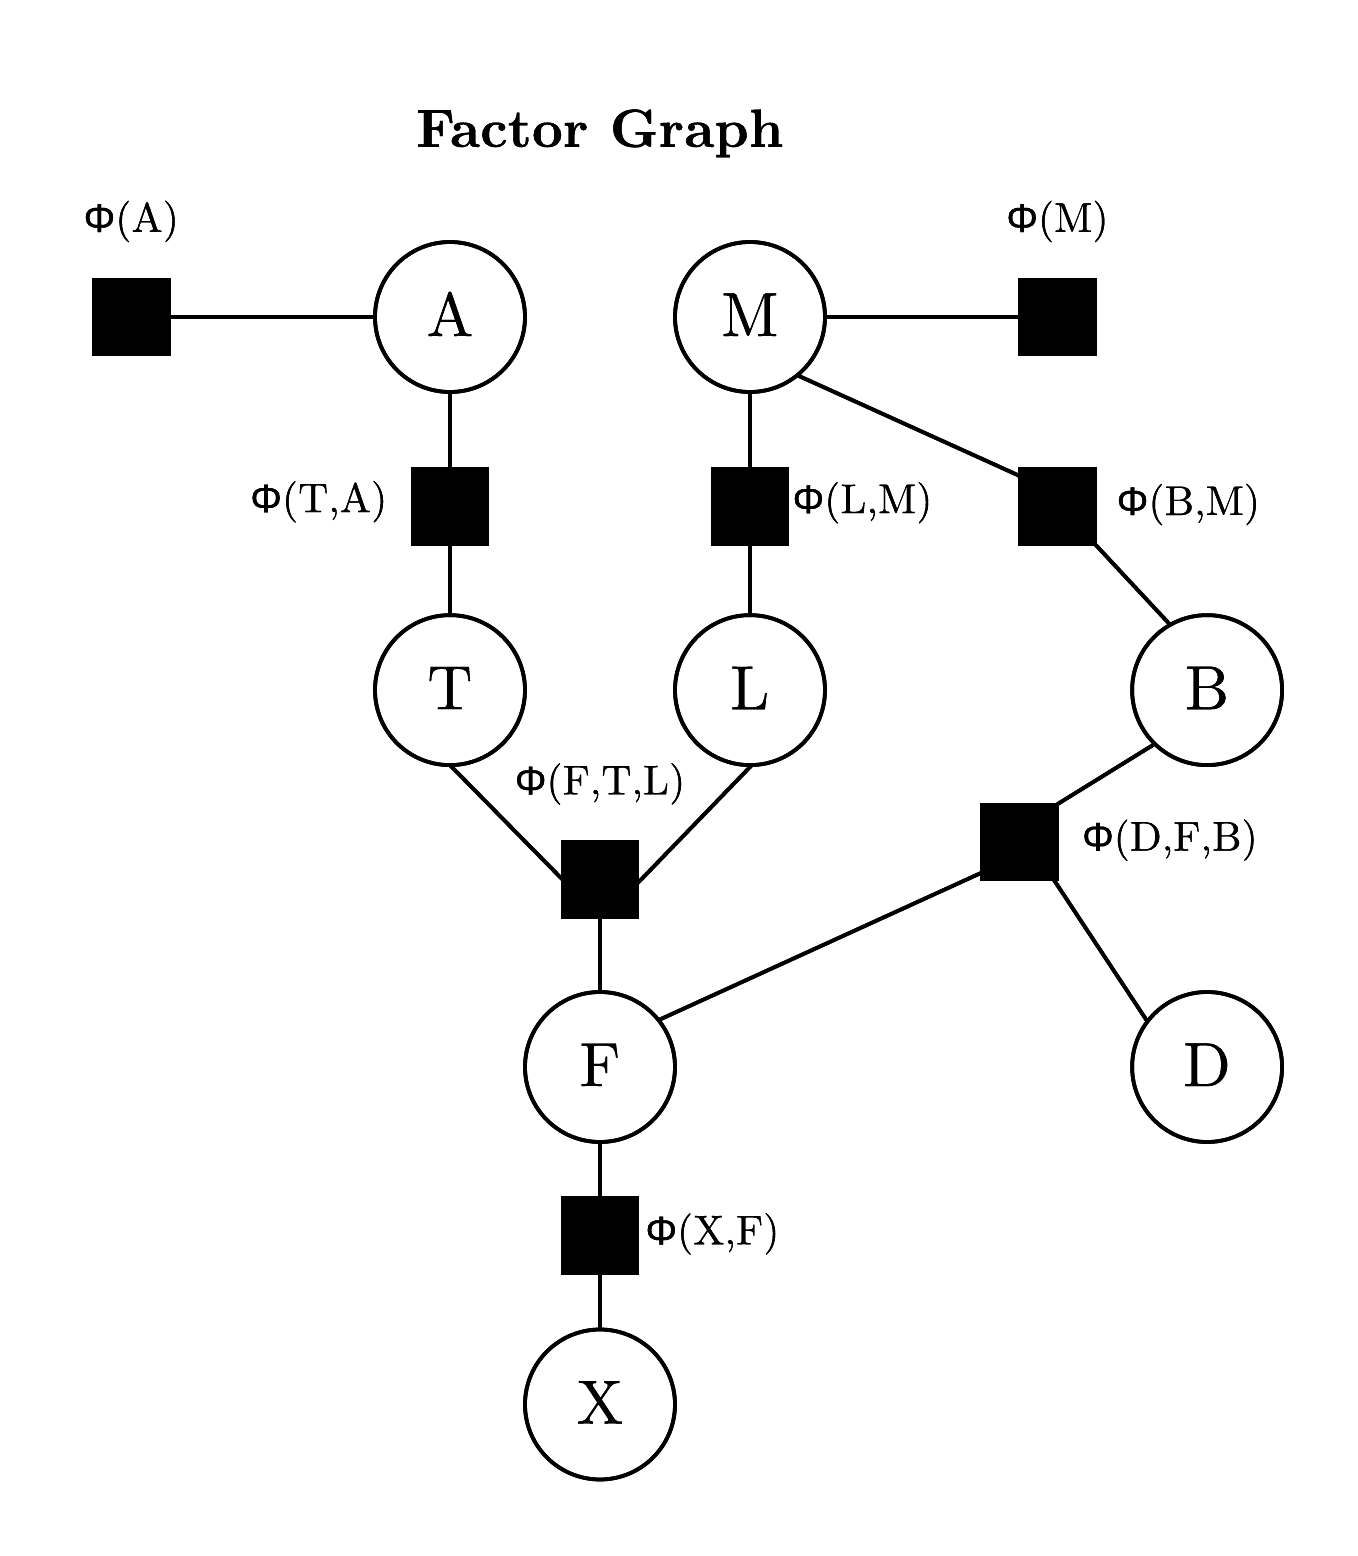 Factor Graph
Φ(A)
Φ(M)
A
M
Φ(T,A)
Φ(L,M)
Φ(B,M)
T
L
B
Φ(F,T,L)
Φ(D,F,B)
F
D
Φ(X,F)
X